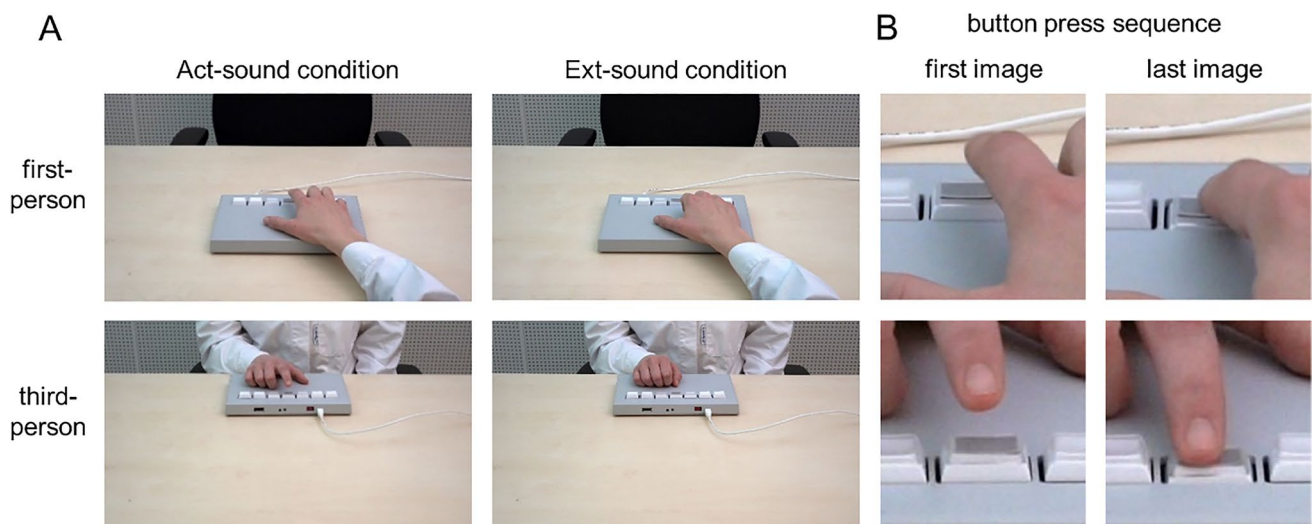 A
B
button press sequence
Act-sound condition
Ext-sound condition
first image
last image
first-
person
third-
person